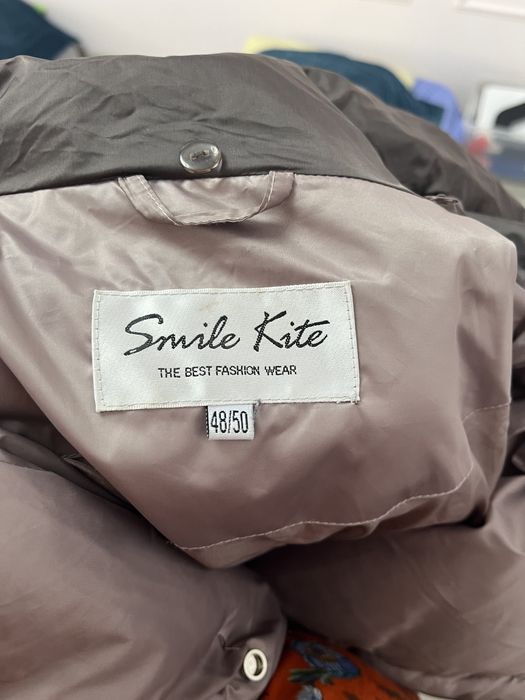 Smile Kite
THE BEST FASHION WEAR
48/50